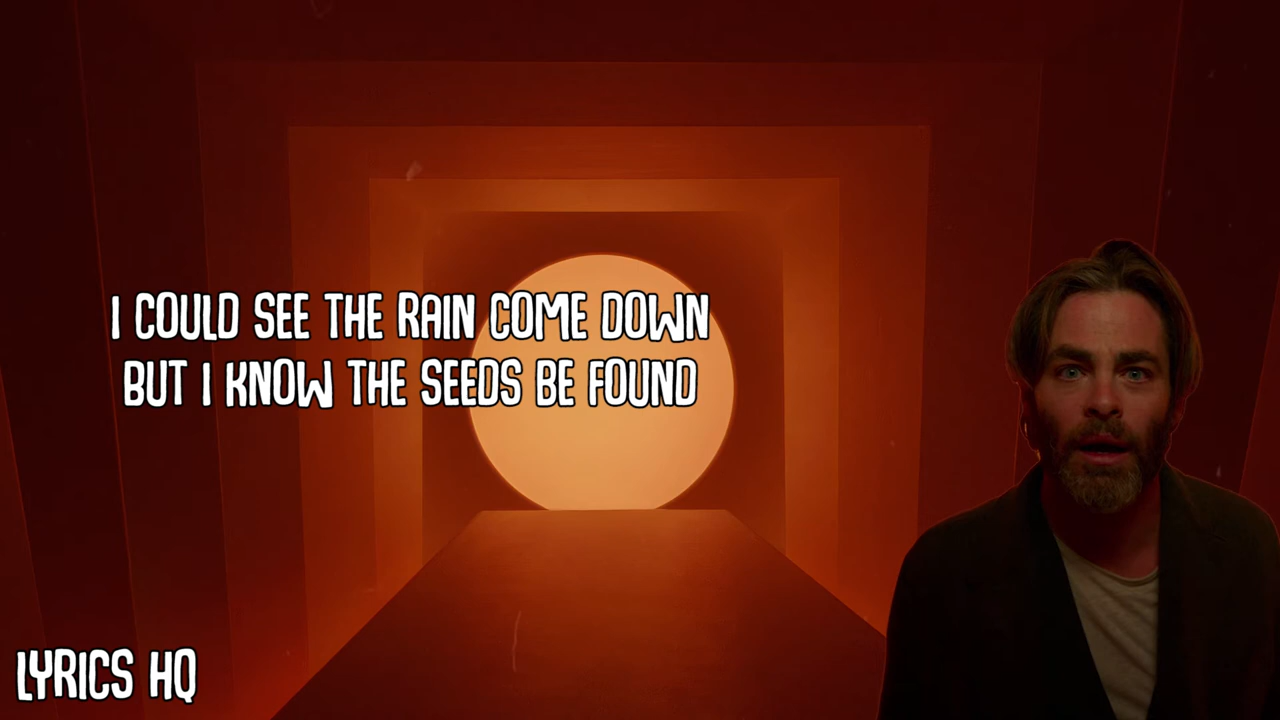 I COULD SEE THE RAIN COME DOWN
BUT I KNOW THE SEEDS BE FOUND
LYRICS HQ